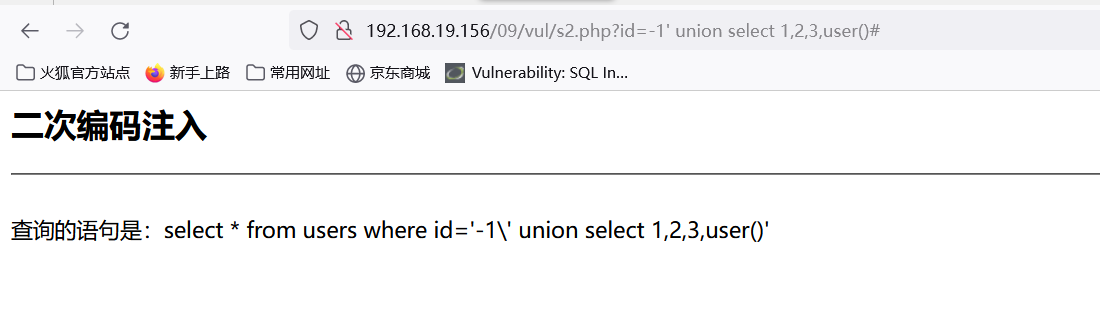 192.168.19.156/09/vul/s2.php?id=-1' union select 1,2,3,user()#
火狐官方站点 新手上路 常用网址 京东商城 Vulnerability: SQL In...
二次编码注入
查询的语句是：select * from users where id='-1\' union select 1,2,3,user()'